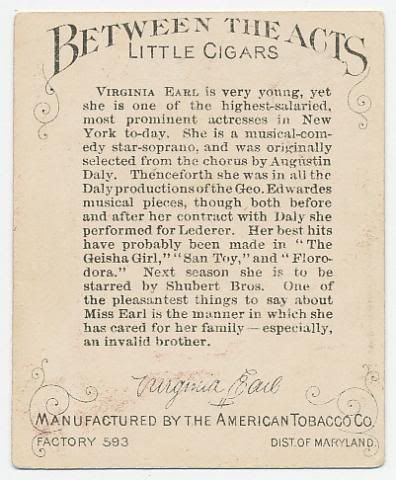 BETWEEN THE ACTS
LITTLE CIGARS
VIRGINIA EARL is very young, yet
she is one of the highest-salaried,
most prominent actresses in New
York to-day. She is a musical-com-
edy star-soprano, and was originally
selected from the chorus by Augustin
Daly. Thenceforth she was in all the
Daly productions of the Geo. Edwardes
musical pieces, though both before
and after her contract with Daly she
performed for Lederer. Her best hits
have probably been made in "The
Geisha Girl," "San Toy," and "Floro-
dora." Next season she is to be
starred by Shubert Bros. One of
the pleasantest things to say about
Miss Earl is the manner in which she
has cared for her family—especially,
an invalid brother.
Virginia Earl
MANUFACTURED BY THE AMERICAN TOBACCO CO.
FACTORY 593 DIST. OF MARYLAND.